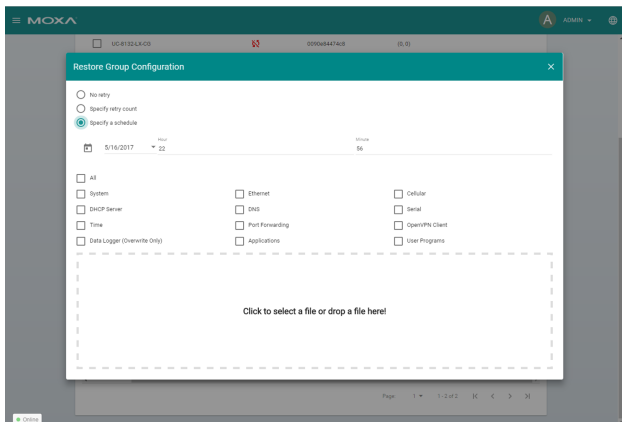 MOXA
A ADMIN
UC-8132-LX-CG 0090e844474cB (0, 0)
Restore Group Configuration
No retry
Specify retry count
Specify a schedule
Hour Minute
5/16/2017 22 56
All
System Ethernet Cellular
DHCP Server DNS Serial
Time Port Forwarding OpenVPN Client
Data Logger (Overwrite Only) Applications User Programs
Click to select a file or drop a file here!
Page: 1 1 - 2 of 2
Online